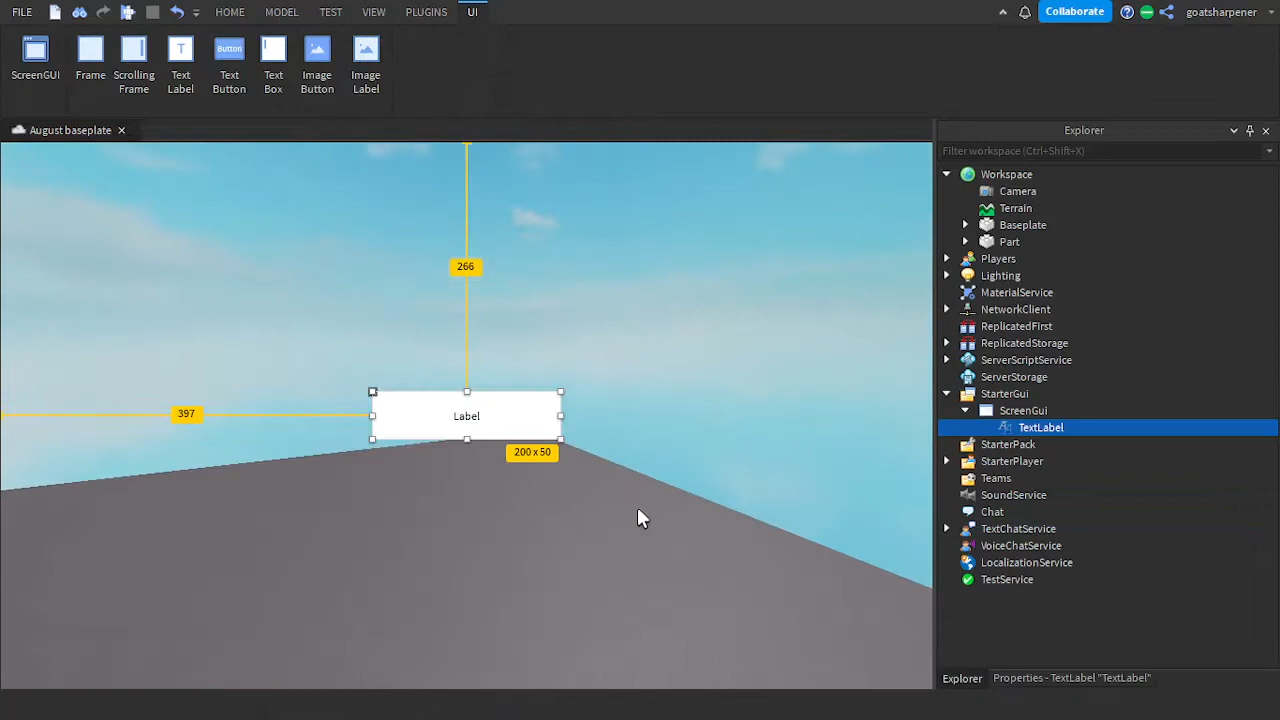 FILE HOME MODEL TEST VIEW PLUGINS UI
Collaborate goatsharpener
ScreenGUI
Frame
Scrolling
Frame
T
Text
Label
Button
Text
Button
Text
Box
Image
Button
Image
Label
August baseplate
266
397
Label
200 x 50
Explorer
Filter workspace (Ctrl+Shift+X)
Workspace
Camera
Terrain
Baseplate
Part
Players
Lighting
MaterialService
NetworkClient
ReplicatedFirst
ReplicatedStorage
ServerScriptService
ServerStorage
StarterGui
ScreenGui
TextLabel
StarterPack
StarterPlayer
Teams
SoundService
Chat
TextChatService
VoiceChatService
LocalizationService
TestService
Explorer Properties - TextLabel "TextLabel"